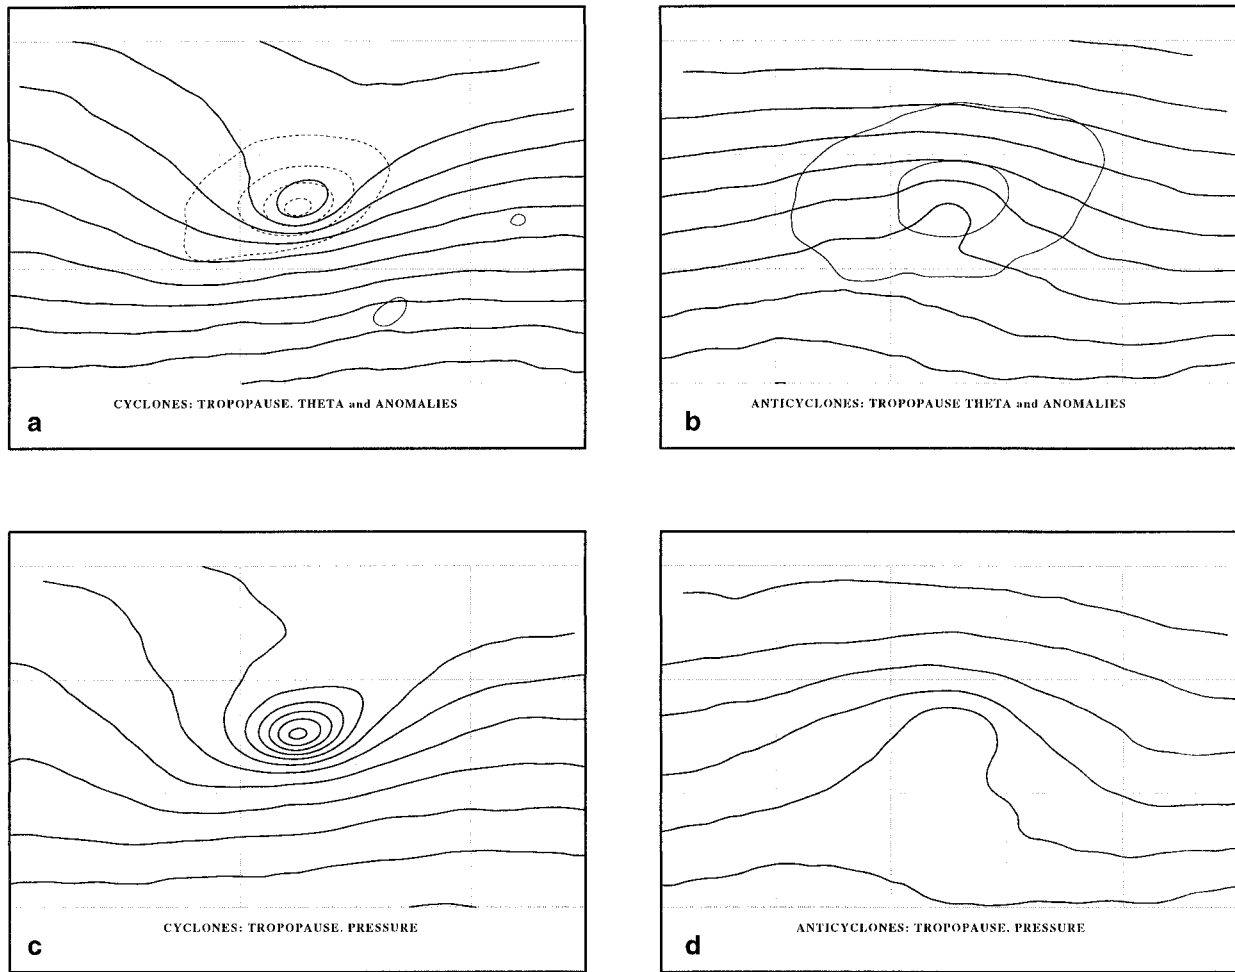 CYCLONES: TROPOPAUSE. THETA and ANOMALIES
a
ANTICYCLONES: TROPOPAUSE THETA and ANOMALIES
b
CYCLONES: TROPOPAUSE. PRESSURE
c
ANTICYCLONES: TROPOPAUSE. PRESSURE
d